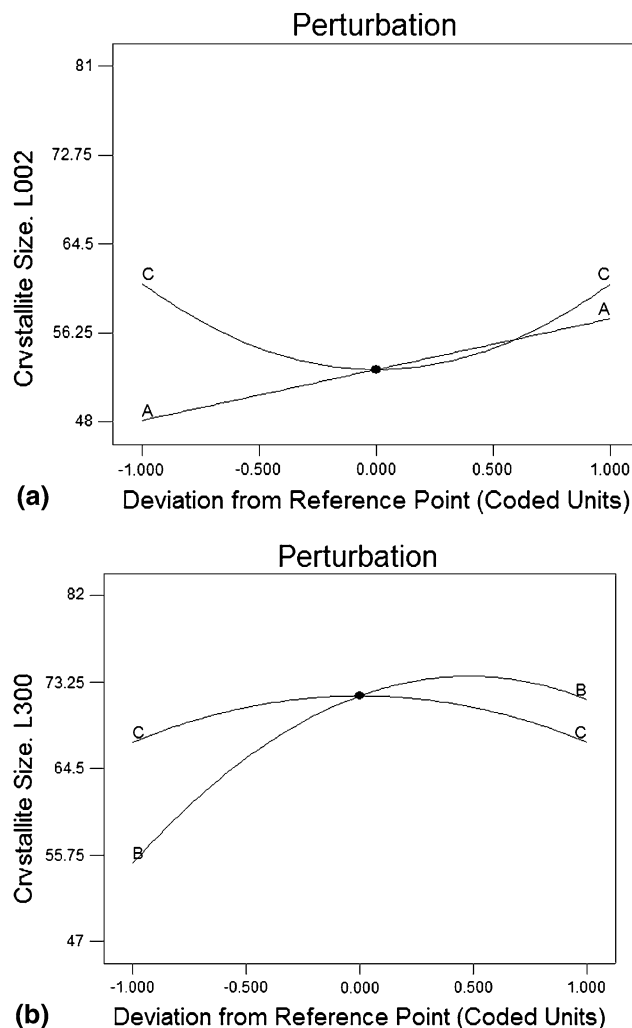 Perturbation
81
72.75
64.5
56.25
48
Crystallite Size. L002
C
C
A
A
-1.000
-0.500
0.000
0.500
1.000
(a)
Deviation from Reference Point (Coded Units)
Perturbation
82
73.25
64.5
55.75
47
Crystallite Size. L300
B
C
C
B
-1.000
-0.500
0.000
0.500
1.000
(b)
Deviation from Reference Point (Coded Units)